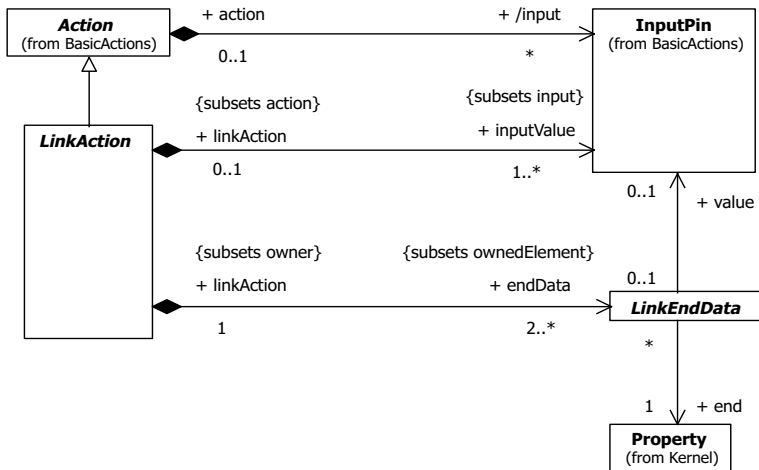 Action
(from BasicActions)
+ action
+ /input
0..1
*
InputPin
(from BasicActions)
{subsets action}
{subsets input}
LinkAction
+ linkAction
+ inputValue
0..1
1..*
0..1
+ value
{subsets owner}
{subsets ownedElement}
+ linkAction
+ endData
0..1
1
2..*
LinkEndData
*
1
+ end
Property
(from Kernel)